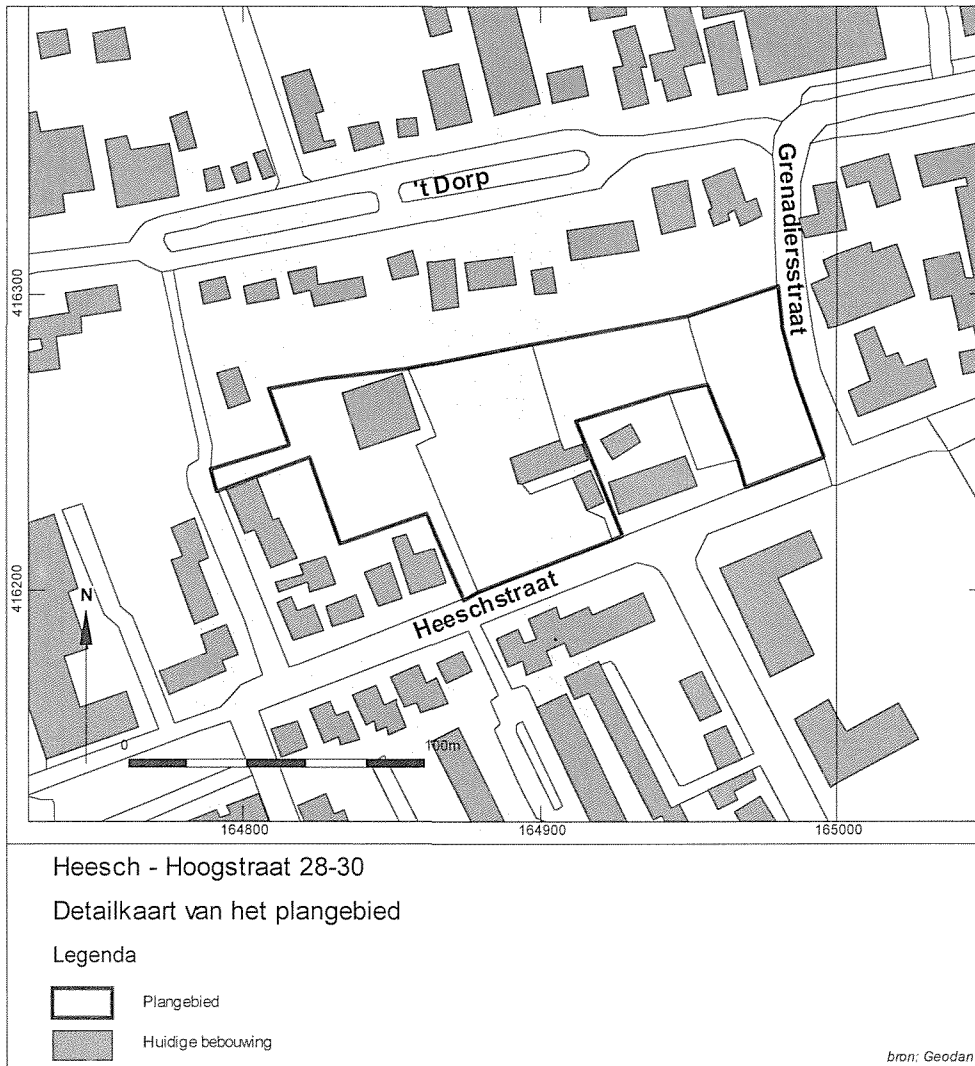 't Dorp
Grenadiersstraat
416300
416200
Heeschstraat
N
0
100m
164800
164900
165000
Heesch - Hoogstraat 28-30
Detailkaart van het plangebied
Legenda
Plangebied
Huidige bebouwing
bron: Geodan